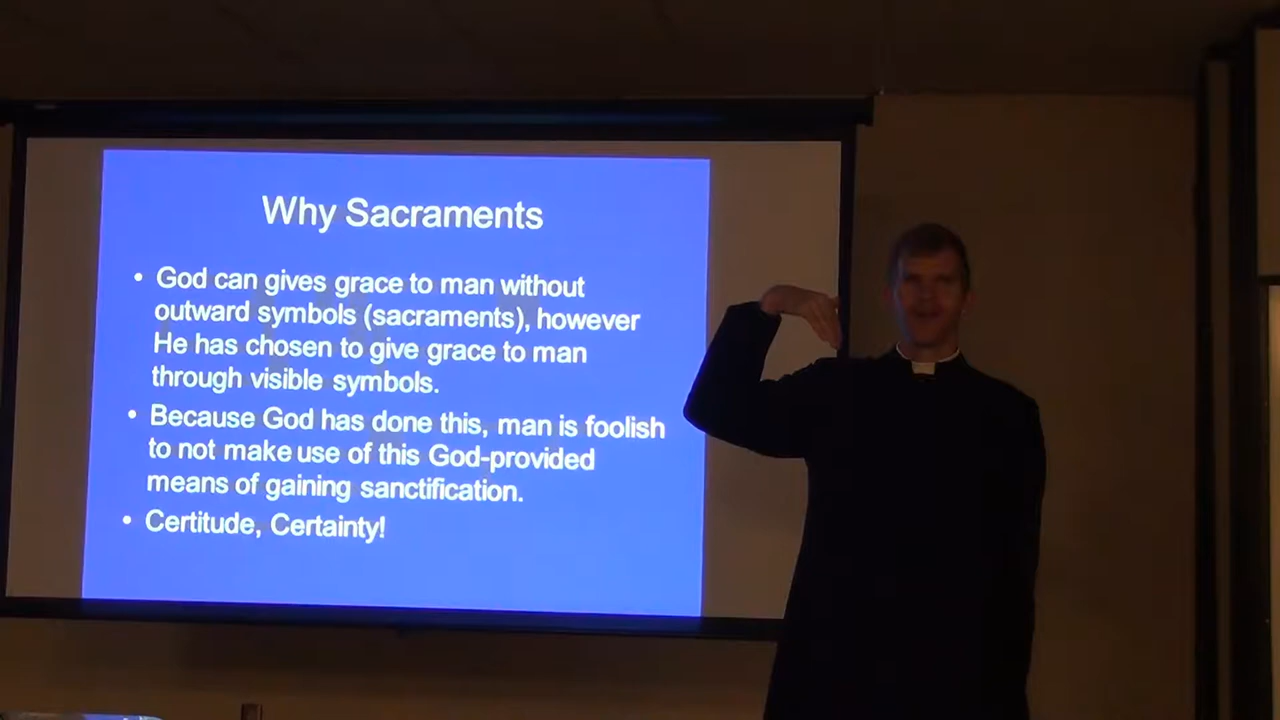 Why Sacraments
• God can gives grace to man without
outward symbols (sacraments), however
He has chosen to give grace to man
through visible symbols.
• Because God has done this, man is foolish
to not make use of this God-provided
means of gaining sanctification.
• Certitude, Certainty!